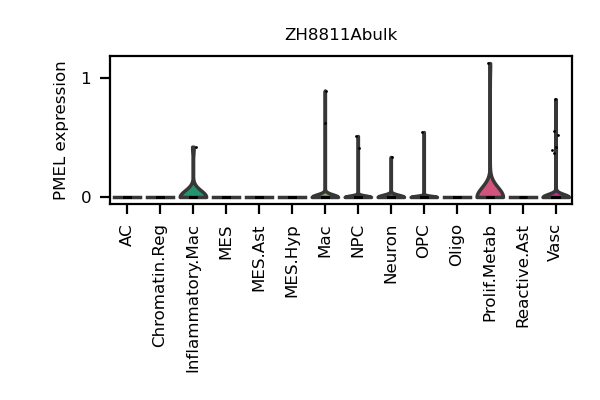 ZH8811Abulk
PMEL expression
1
0
AC
Chromatin.Reg
Inflammatory.Mac
MES
MES.Ast
MES.Hyp
Mac
NPC
Neuron
OPC
Oligo
Prolif.Metab
Reactive.Ast
Vasc